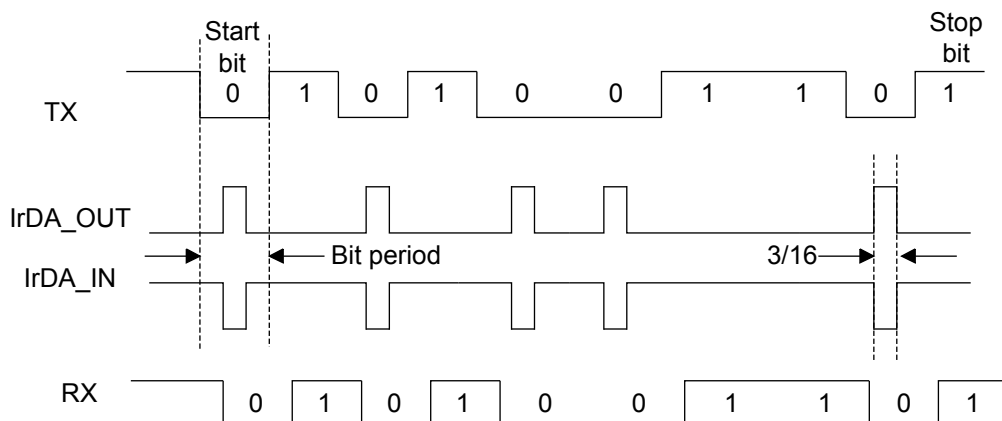 Start
bit
Stop
bit
TX
0 1 0 1 0 0 1 1 0 1
IrDA_OUT
Bit period
3/16
IrDA_IN
RX
0 1 0 1 0 0 1 1 0 1